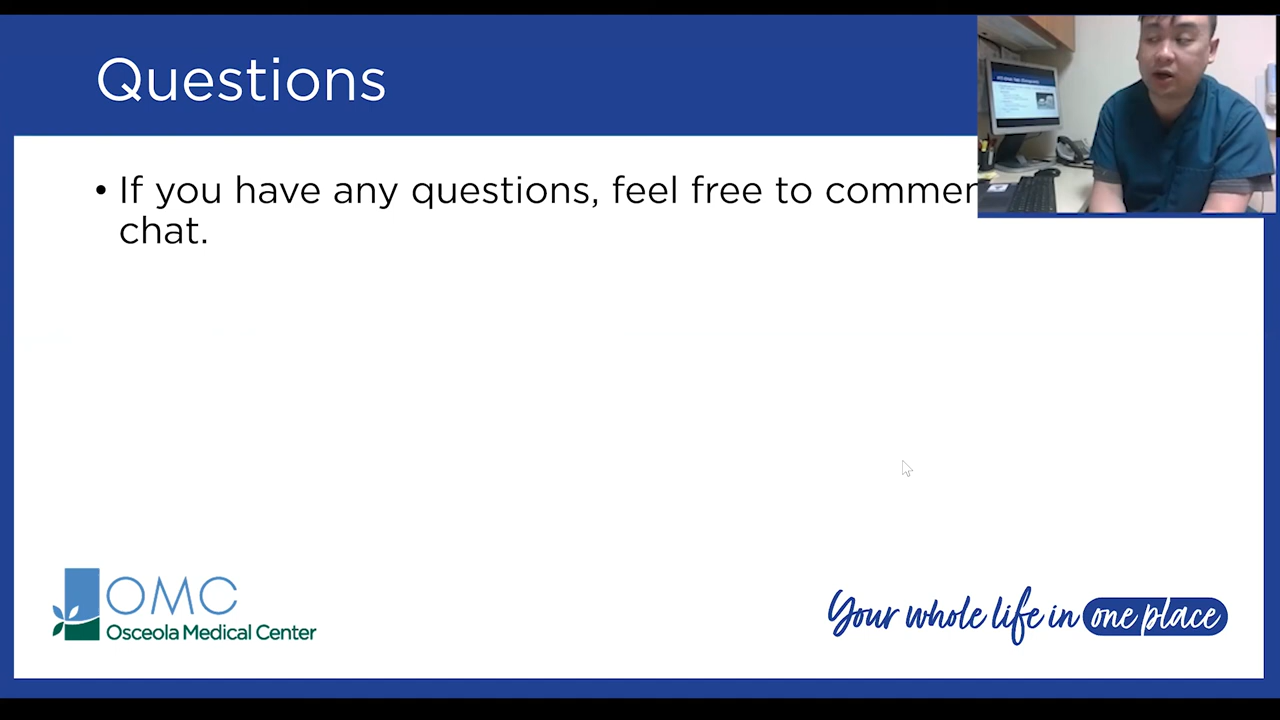 Questions
• If you have any questions, feel free to
chat.
OMC
Osceola Medical Center
Your whole life in one place